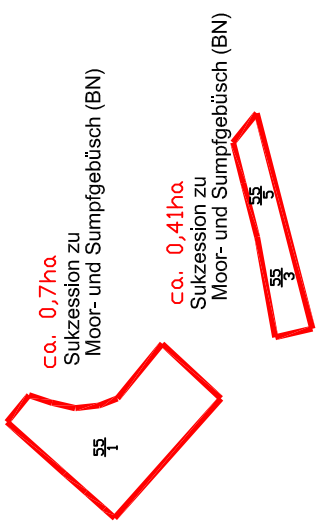 ca. 0,7ha
Sukzession zu
Moor- und Sumpfgebüsch (BN)
ca. 0,41ha
Sukzession zu
Moor- und Sumpfgebüsch (BN)
55
1
55
3
55
5